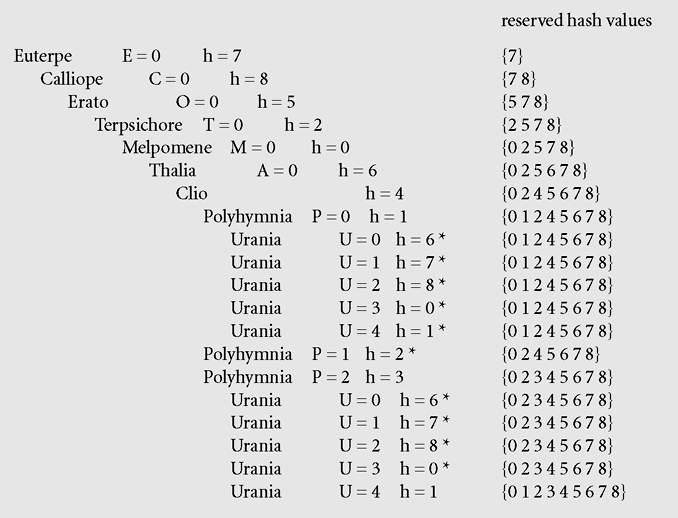 reserved hash values
Euterpe E = 0 h = 7 {7}
Calliope C = 0 h = 8 {7 8}
Erato O = 0 h = 5 {5 7 8}
Terpsichore T = 0 h = 2 {2 5 7 8}
Melpomene M = 0 h = 0 {0 2 5 7 8}
Thalia A = 0 h = 6 {0 2 5 6 7 8}
Clio h = 4 {0 2 4 5 6 7 8}
Polyhymnia P = 0 h = 1 {0 1 2 4 5 6 7 8}
Urania U = 0 h = 6 * {0 1 2 4 5 6 7 8}
Urania U = 1 h = 7 * {0 1 2 4 5 6 7 8}
Urania U = 2 h = 8 * {0 1 2 4 5 6 7 8}
Urania U = 3 h = 0 * {0 1 2 4 5 6 7 8}
Urania U = 4 h = 1 * {0 1 2 4 5 6 7 8}
Polyhymnia P = 1 h = 2 * {0 2 4 5 6 7 8}
Polyhymnia P = 2 h = 3 {0 2 3 4 5 6 7 8}
Urania U = 0 h = 6 * {0 2 3 4 5 6 7 8}
Urania U = 1 h = 7 * {0 2 3 4 5 6 7 8}
Urania U = 2 h = 8 * {0 2 3 4 5 6 7 8}
Urania U = 3 h = 0 * {0 2 3 4 5 6 7 8}
Urania U = 4 h = 1 {0 1 2 3 4 5 6 7 8}